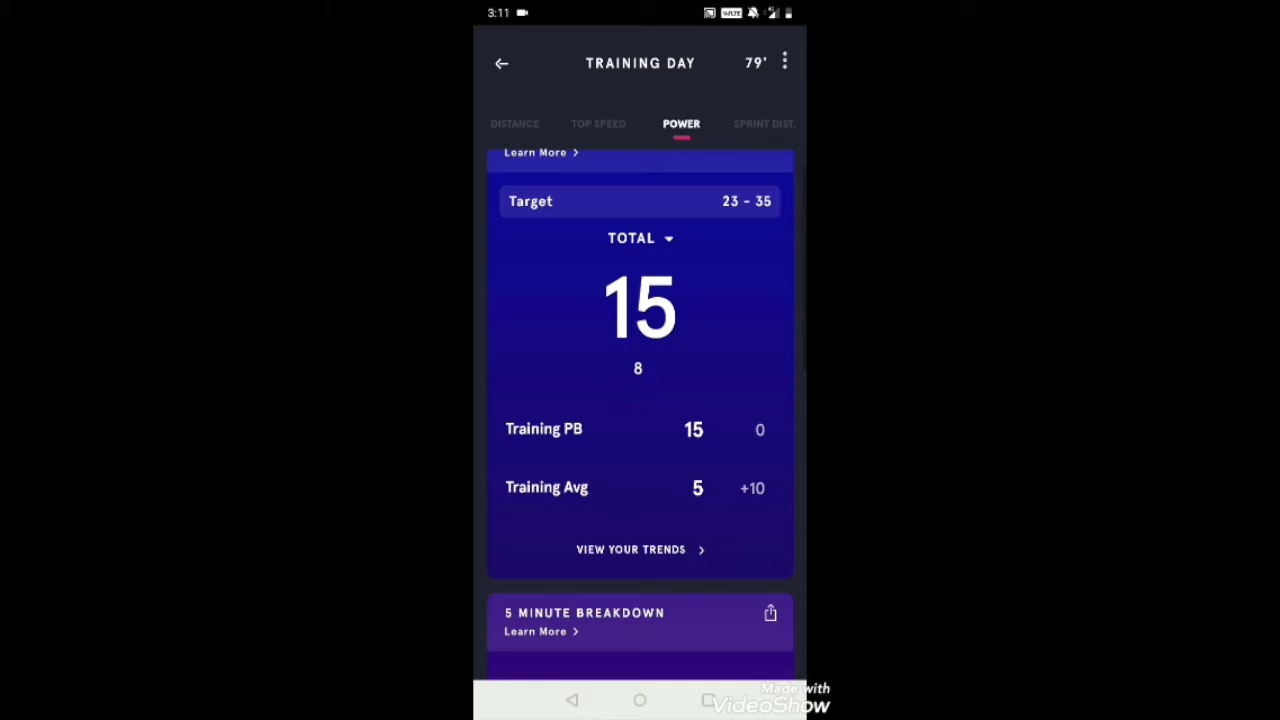 3:11 VoLTE
TRAINING DAY 79'
DISTANCE TOP SPEED POWER SPRINT DIST.
Learn More >
Target 23 - 35
TOTAL
15
8
Training PB 15 0
Training Avg 5 +10
VIEW YOUR TRENDS >
5 MINUTE BREAKDOWN
Learn More >
Made with
VideoShow